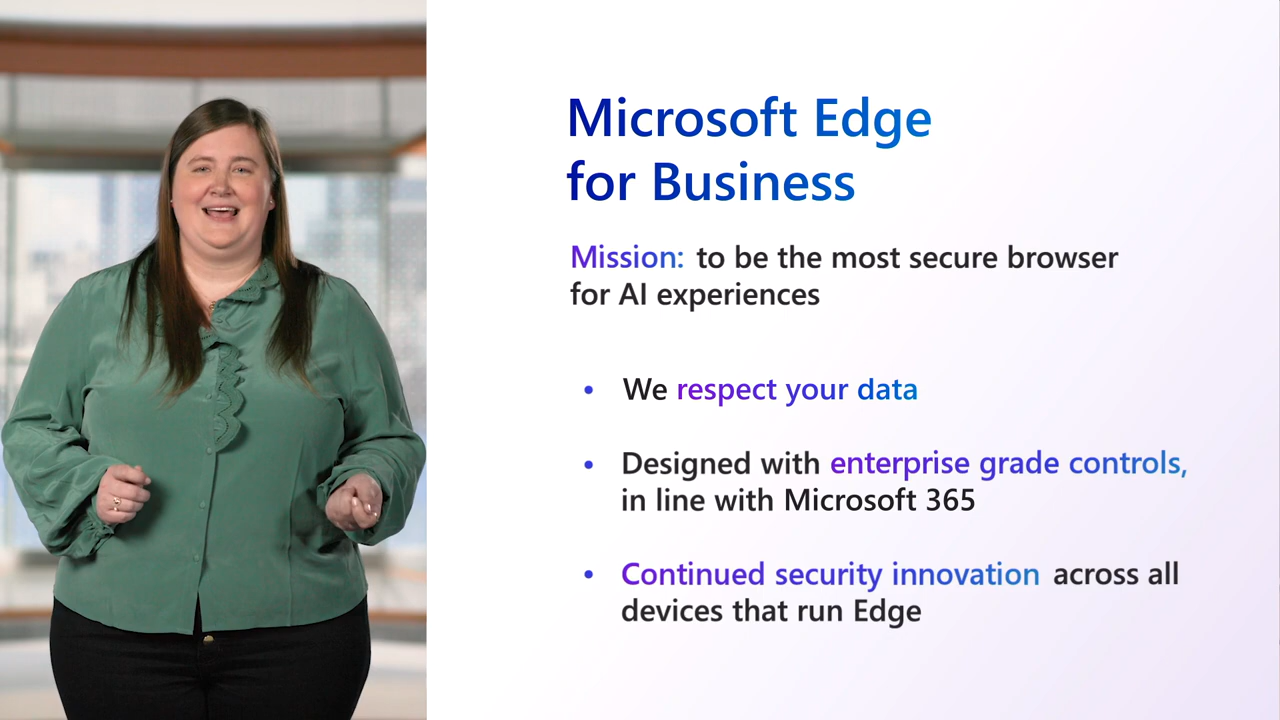 Microsoft Edge
for Business
Mission: to be the most secure browser
for AI experiences
• We respect your data
• Designed with enterprise grade controls,
in line with Microsoft 365
• Continued security innovation across all
devices that run Edge